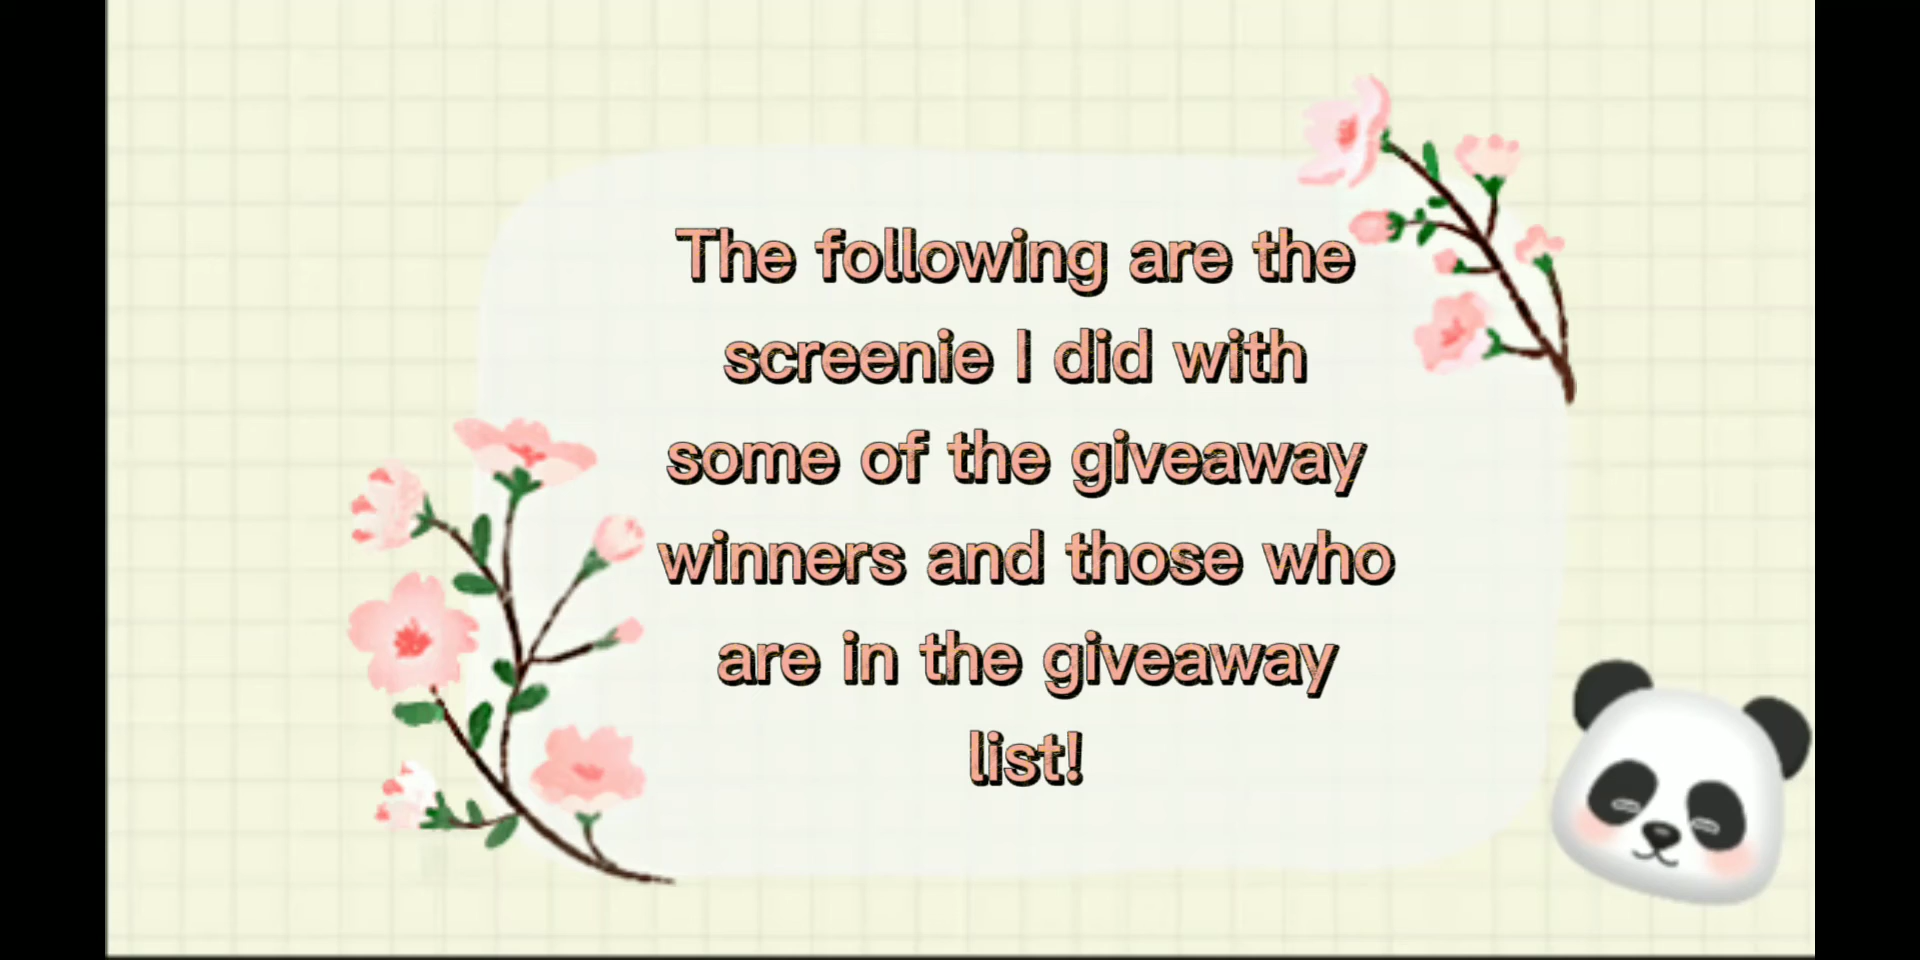 The following are the
screenie I did with
some of the giveaway
winners and those who
are in the giveaway
list!